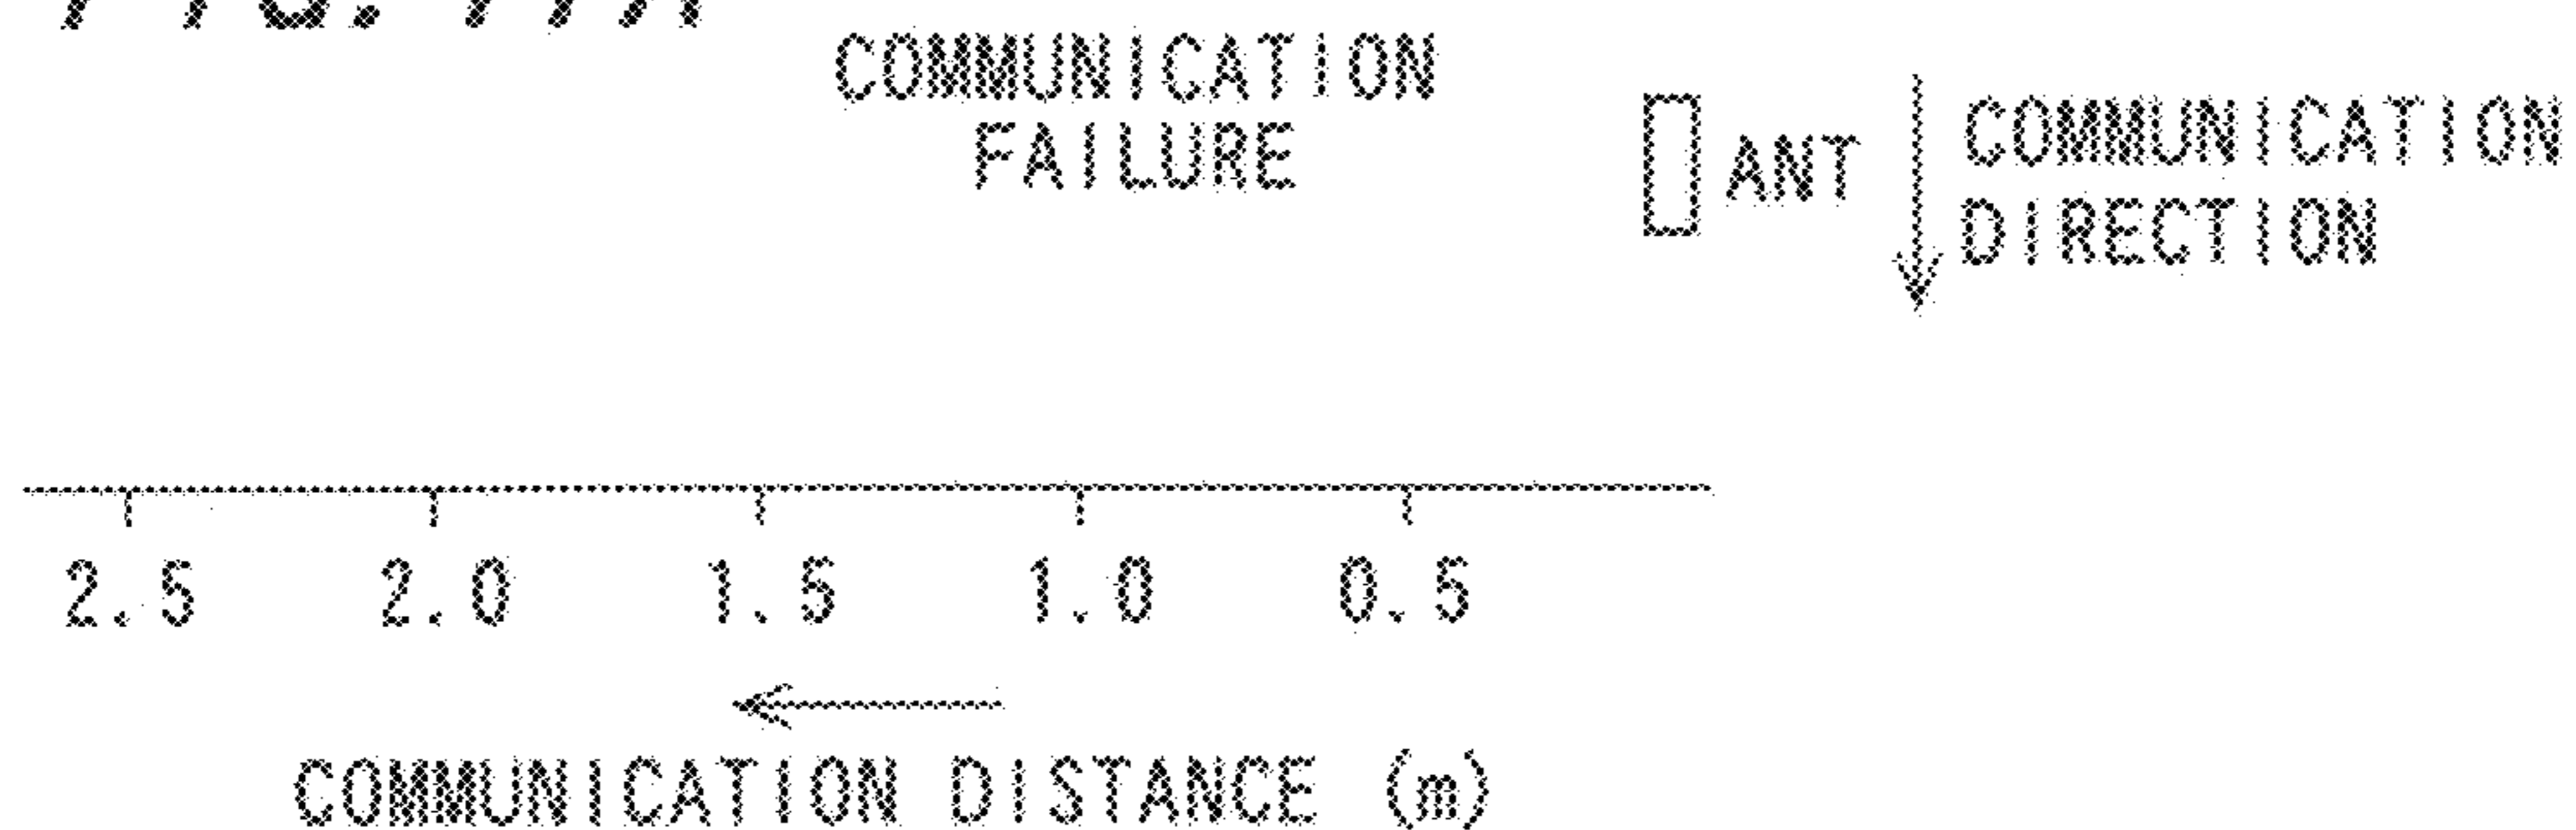 COMMUNICATION
FAILURE
ANT
COMMUNICATION
DIRECTION
2.5 2.0 1.5 1.0 0.5
COMMUNICATION DISTANCE (m)